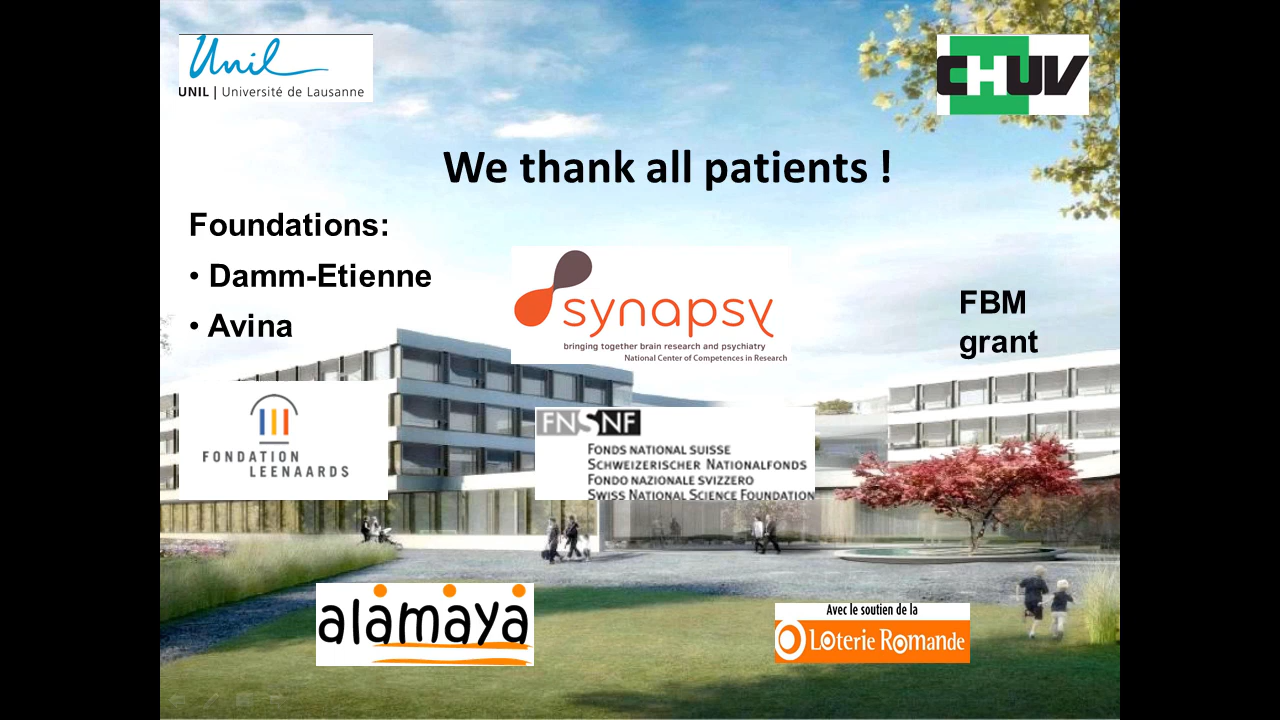 Unil
UNIL | Université de Lausanne
CHUV
We thank all patients !
Foundations:
• Damm-Etienne
• Avina
synapsy
bringing together brain research and psychiatry
National Center of Competences in Research
FBM
grant
FONDATION
LEENAARDS
FNSNF
FONDS NATIONAL SUISSE
SCHWEIZERISCHER NATIONALFONDS
FONDO NAZIONALE SVIZZERO
SWISS NATIONAL SCIENCE FOUNDATION
alamaya
Avec le soutien de la
LOTERIE ROMANDE